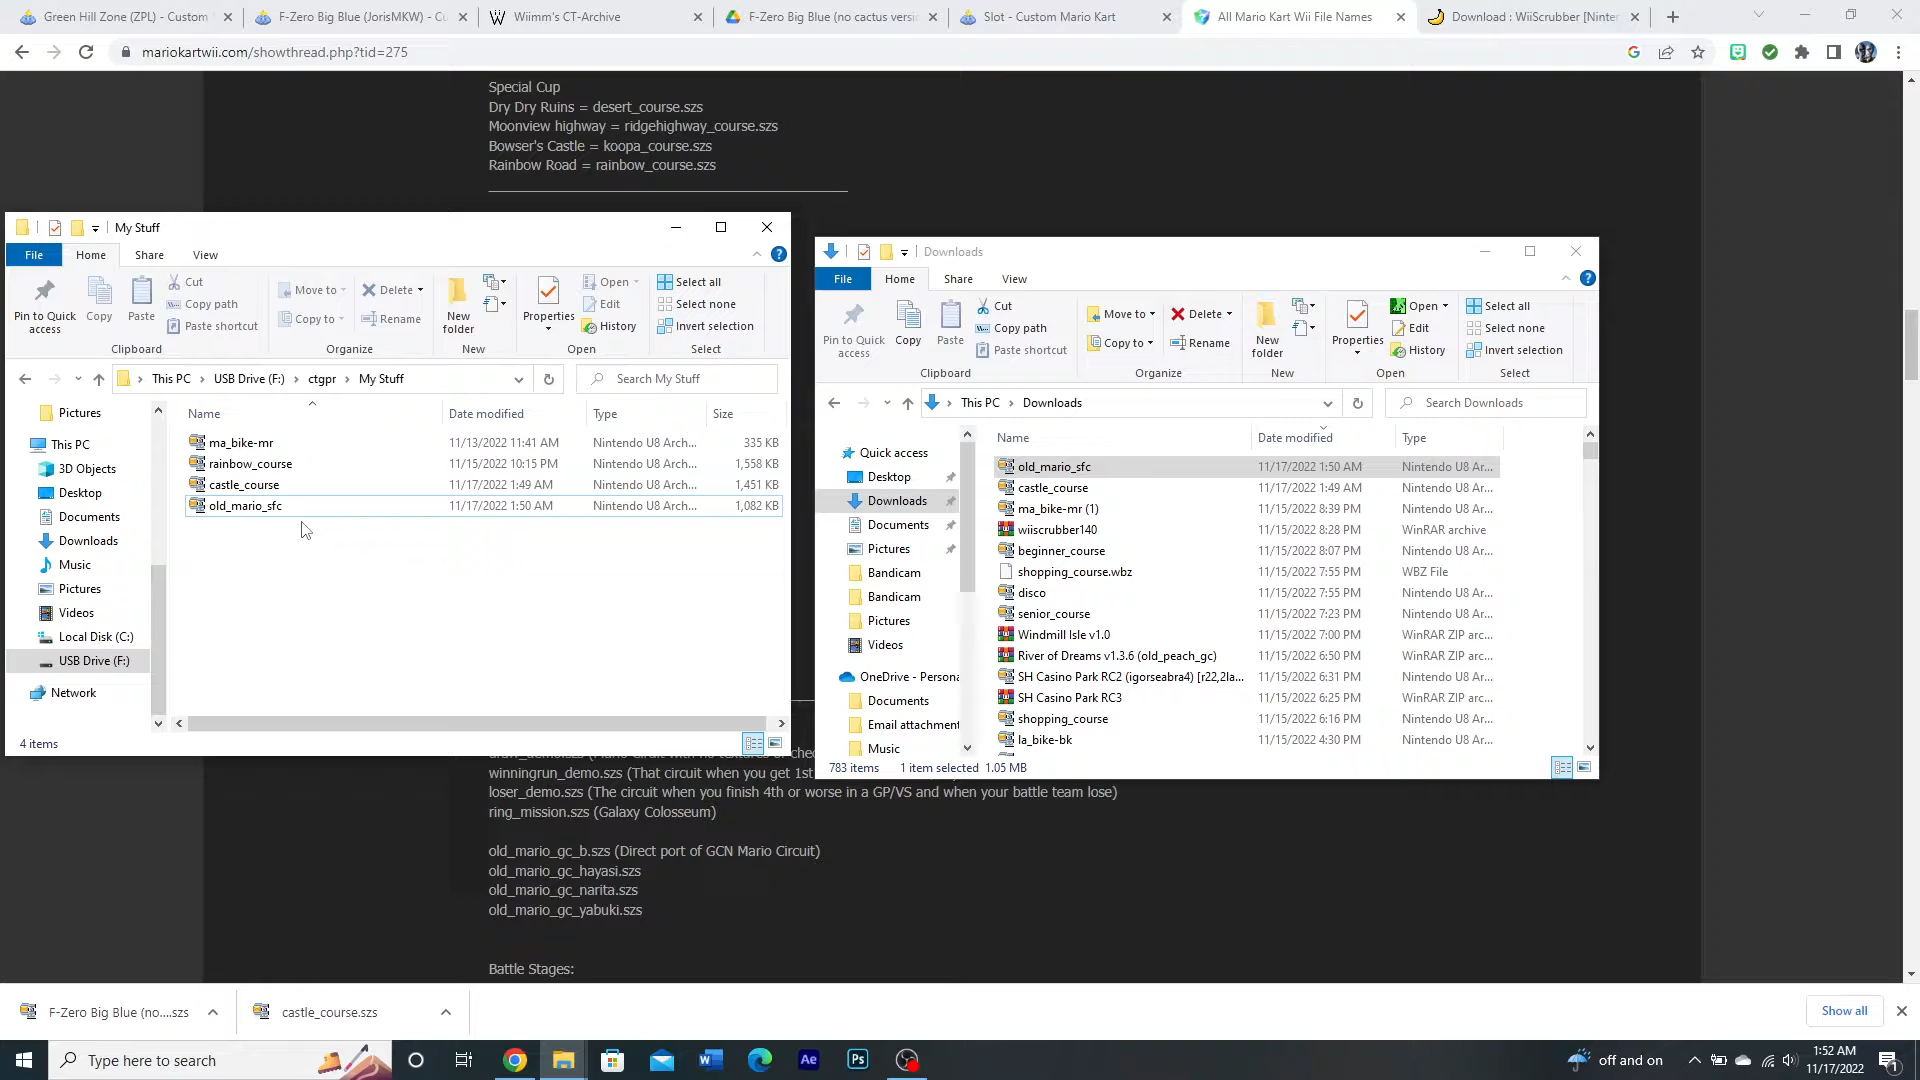 Green Hill Zone (ZPL) - Custom
F-Zero Big Blue (JorisMKW) - Cu
Wiimm's CT-Archive
F-Zero Big Blue (no cactus versi
Slot - Custom Mario Kart
All Mario Kart Wii File Names
Download : WiiScrubber [Ninter
mariokartwii.com/showthread.php?tid=275
Special Cup
Dry Dry Ruins = desert_course.szs
Moonview highway = ridgehighway_course.szs
Bowser's Castle = koopa_course.szs
Rainbow Road = rainbow_course.szs
My Stuff
File Home Share View
Pin to Quick access
Copy
Paste
Cut
Copy path
Paste shortcut
Clipboard
Move to
Copy to
Delete
Rename
Organize
New folder
New
Properties
Open
Edit
History
Open
Select all
Select none
Invert selection
Select
This PC > USB Drive (F:) > ctgpr > My Stuff
Search My Stuff
Pictures
This PC
3D Objects
Desktop
Documents
Downloads
Music
Pictures
Videos
Local Disk (C:)
USB Drive (F:)
Network
Name Date modified Type Size
ma_bike-mr 11/13/2022 11:41 AM Nintendo U8 Arch... 335 KB
rainbow_course 11/15/2022 10:15 PM Nintendo U8 Arch... 1,558 KB
castle_course 11/17/2022 1:49 AM Nintendo U8 Arch... 1,451 KB
old_mario_sfc 11/17/2022 1:50 AM Nintendo U8 Arch... 1,082 KB
4 items
Downloads
File Home Share View
Pin to Quick access
Copy
Paste
Cut
Copy path
Paste shortcut
Clipboard
Move to
Copy to
Delete
Rename
Organize
New folder
New
Properties
Open
Edit
History
Open
Select all
Select none
Invert selection
Select
This PC > Downloads
Search Downloads
Quick access
Desktop
Downloads
Documents
Pictures
Bandicam
Bandicam
Pictures
Videos
OneDrive - Persona
Documents
Email attachment
Music
Name Date modified Type
old_mario_sfc 11/17/2022 1:50 AM Nintendo U8 Ar...
castle_course 11/17/2022 1:49 AM Nintendo U8 Ar...
ma_bike-mr (1) 11/15/2022 8:39 PM Nintendo U8 Ar...
wiiscrubber140 11/15/2022 8:28 PM WinRAR archive
beginner_course 11/15/2022 8:07 PM Nintendo U8 Ar...
shopping_course.wbz 11/15/2022 7:55 PM WBZ File
disco 11/15/2022 7:55 PM Nintendo U8 Ar...
senior_course 11/15/2022 7:23 PM Nintendo U8 Ar...
Windmill Isle v1.0 11/15/2022 7:00 PM WinRAR ZIP arc...
River of Dreams v1.3.6 (old_peach_gc) 11/15/2022 6:50 PM WinRAR ZIP arc...
SH Casino Park RC2 (igorseabra4) [r22,2la... 11/15/2022 6:31 PM Nintendo U8 Ar...
SH Casino Park RC3 11/15/2022 6:25 PM WinRAR ZIP arc...
shopping_course 11/15/2022 6:16 PM Nintendo U8 Ar...
la_bike-bk 11/15/2022 4:30 PM Nintendo U8 Ar...
783 items 1 item selected 1.05 MB
winningrun_demo.szs (That circuit when you get 1st
loser_demo.szs (The circuit when you finish 4th or worse in a GP/VS and when your battle team lose)
ring_mission.szs (Galaxy Colosseum)
old_mario_gc_b.szs (Direct port of GCN Mario Circuit)
old_mario_gc_hayasi.szs
old_mario_gc_narita.szs
old_mario_gc_yabuki.szs
Battle Stages:
F-Zero Big Blue (no....szs
castle_course.szs
Show all
Type here to search
Ae
Ps
off and on
1:52 AM
11/17/2022
1